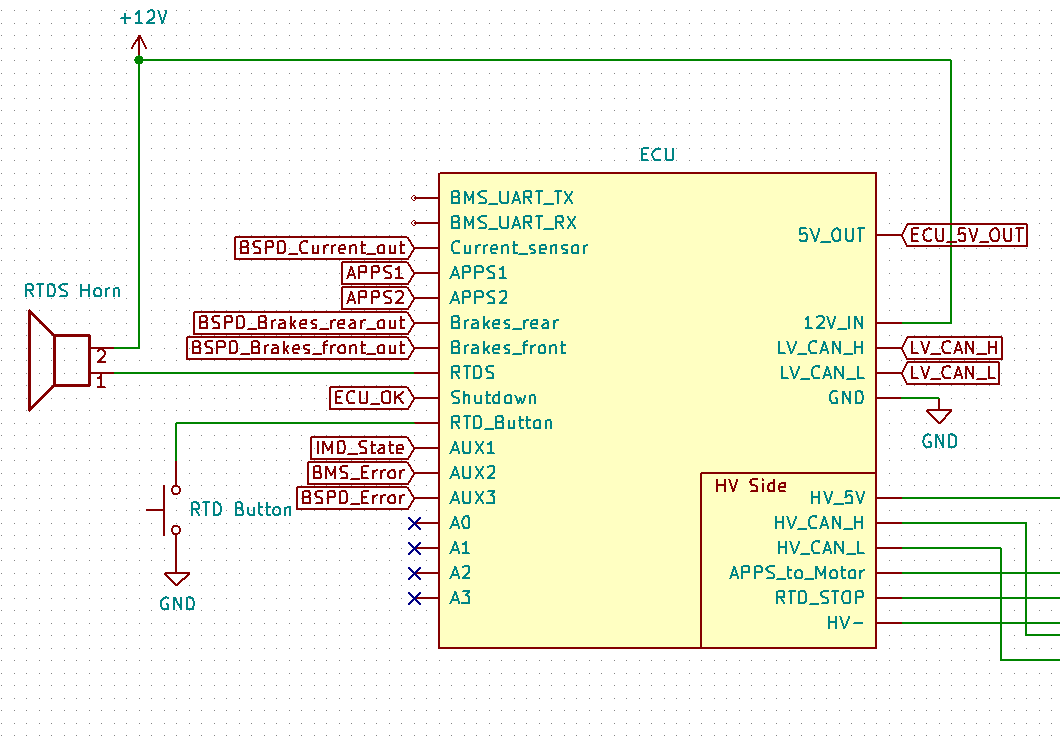 +12V
ECU
BMS_UART_TX
BMS_UART_RX
BSPD_Current_out
Current_sensor
5V_OUT
ECU_5V_OUT
APPS1
APPS1
RTDS Horn
APPS2
APPS2
BSPD_Brakes_rear_out
Brakes_rear
12V_IN
BSPD_Brakes_front_out
Brakes_front
LV_CAN_H
LV_CAN_H
2
1
RTDS
LV_CAN_L
LV_CAN_L
ECU_OK
Shutdown
GND
RTD_Button
GND
IMD_State
AUX1
BMS_Error
AUX2
HV Side
BSPD_Error
AUX3
HV_5V
RTD Button
A0
HV_CAN_H
A1
HV_CAN_L
A2
APPS_to_Motor
A3
RTD_STOP
GND
HV-